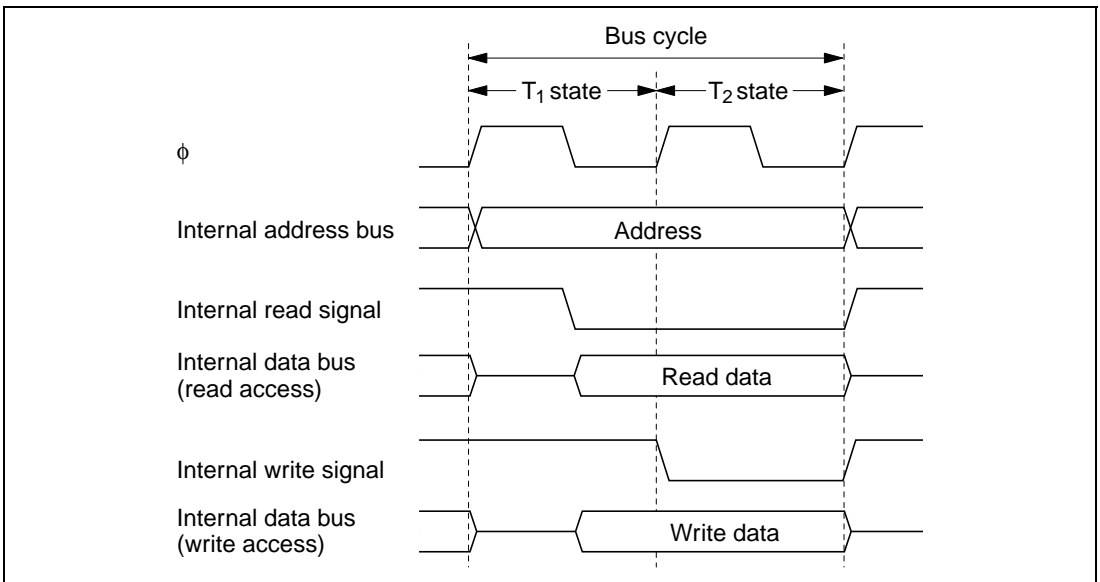 Bus cycle
T₁ state
T₂ state
ϕ
Internal address bus
Address
Internal read signal
Internal data bus
(read access)
Read data
Internal write signal
Internal data bus
(write access)
Write data